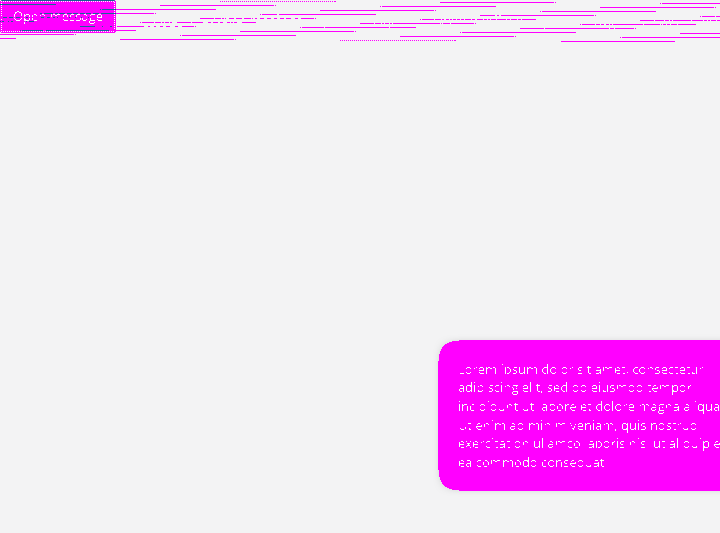 Open message
Lorem ipsum dolor sit amet, consectetur
adipiscing elit, sed do eiusmod tempor
incididunt ut labore et dolore magna aliqua.
Ut enim ad minim veniam, quis nostrud
exercitation ullamco laboris nisi ut aliquip e
ea commodo consequat